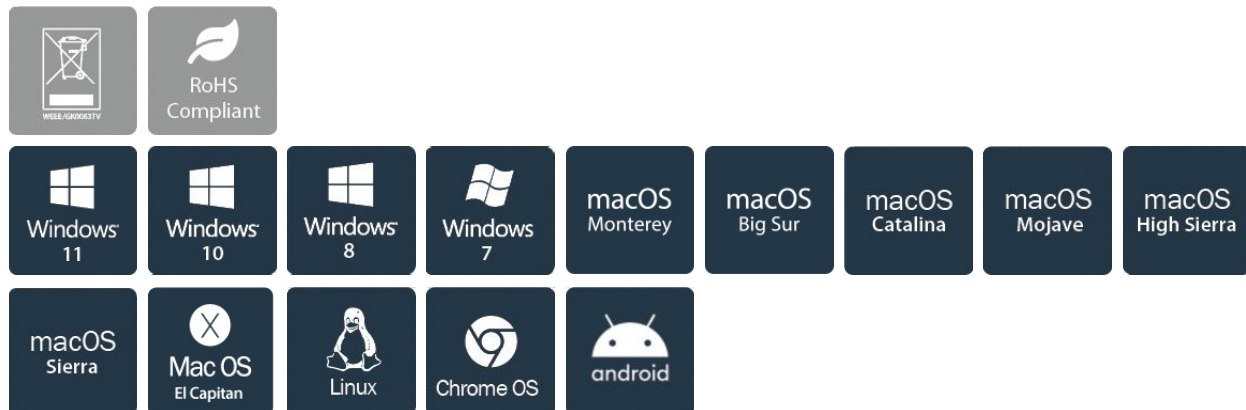 WEEE/GK0063TV
RoHS
Compliant
Windows
11
Windows
10
Windows
8
Windows
7
macOS
Monterey
macOS
Big Sur
macOS
Catalina
macOS
Mojave
macOS
High Sierra
macOS
Sierra
X
Mac OS
El Capitan
Linux
Chrome OS
android